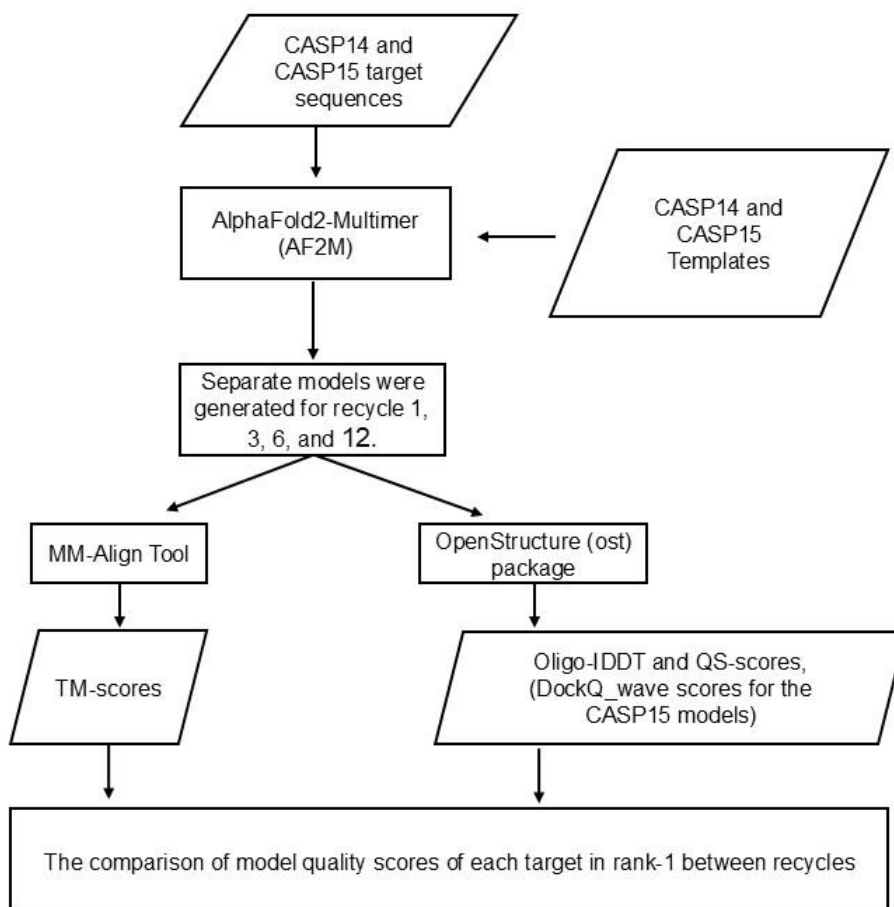 CASP14 and
CASP15 target
sequences
AlphaFold2-Multimer
(AF2M)
CASP14 and
CASP15
Templates
Separate models were
generated for recycle 1,
3, 6, and 12.
MM-Align Tool
OpenStructure (ost)
package
TM-scores
Oligo-IDDT and QS-scores,
(DockQ_wave scores for the
CASP15 models)
The comparison of model quality scores of each target in rank-1 between recycles